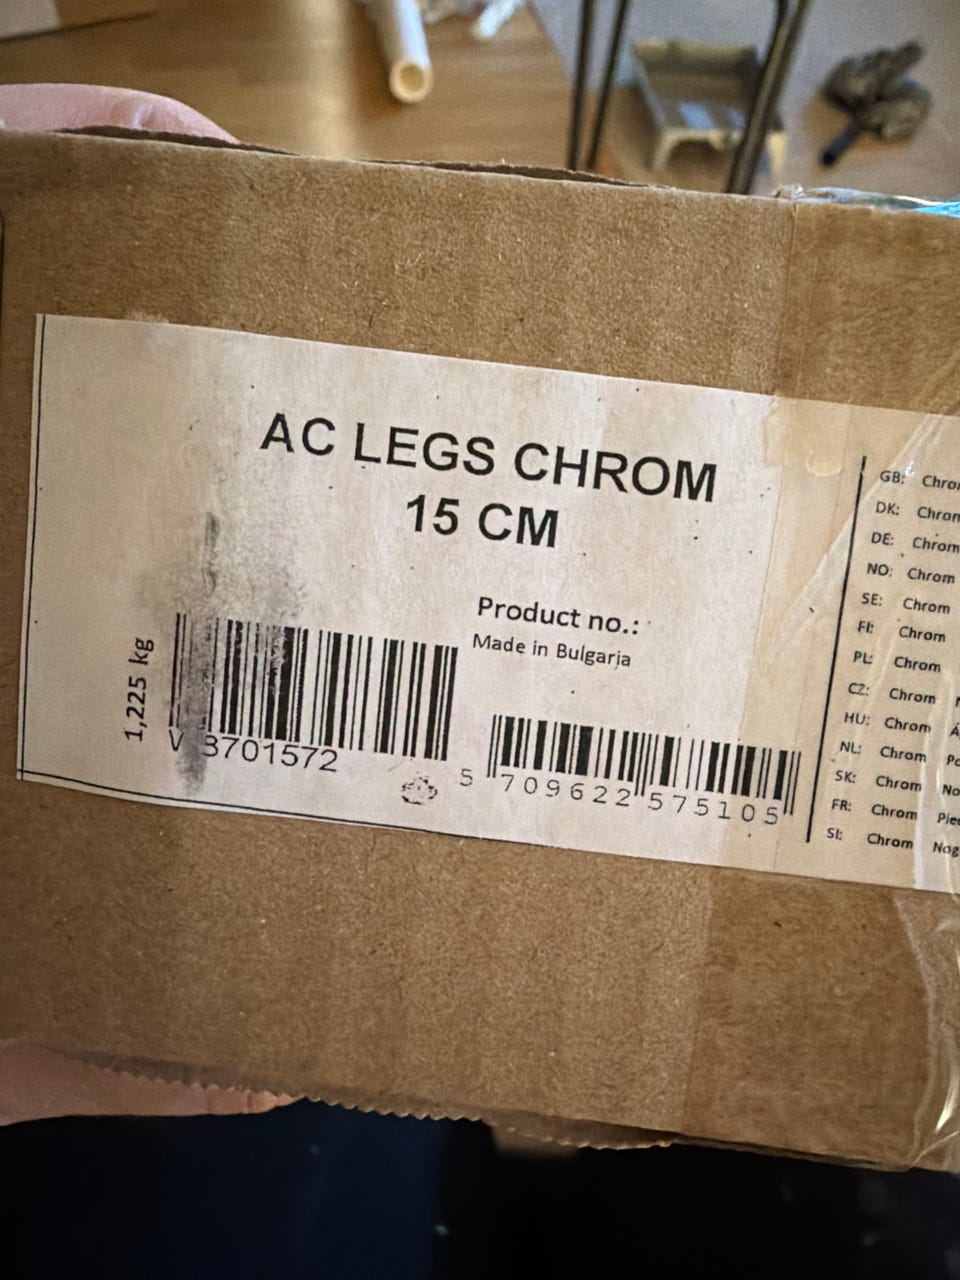 AC LEGS CHROM
15 CM
Product no.:
Made in Bulgaria
1,225 kg
V 3701572
5 709622 575105
GB: Chrom
DK: Chrom
DE: Chrom
NO: Chrom
SE: Chrom
FI: Chrom
PL: Chrom
CZ: Chrom
HU: Chrom
NL: Chrom
SK: Chrom
FR: Chrom
SI: Chrom